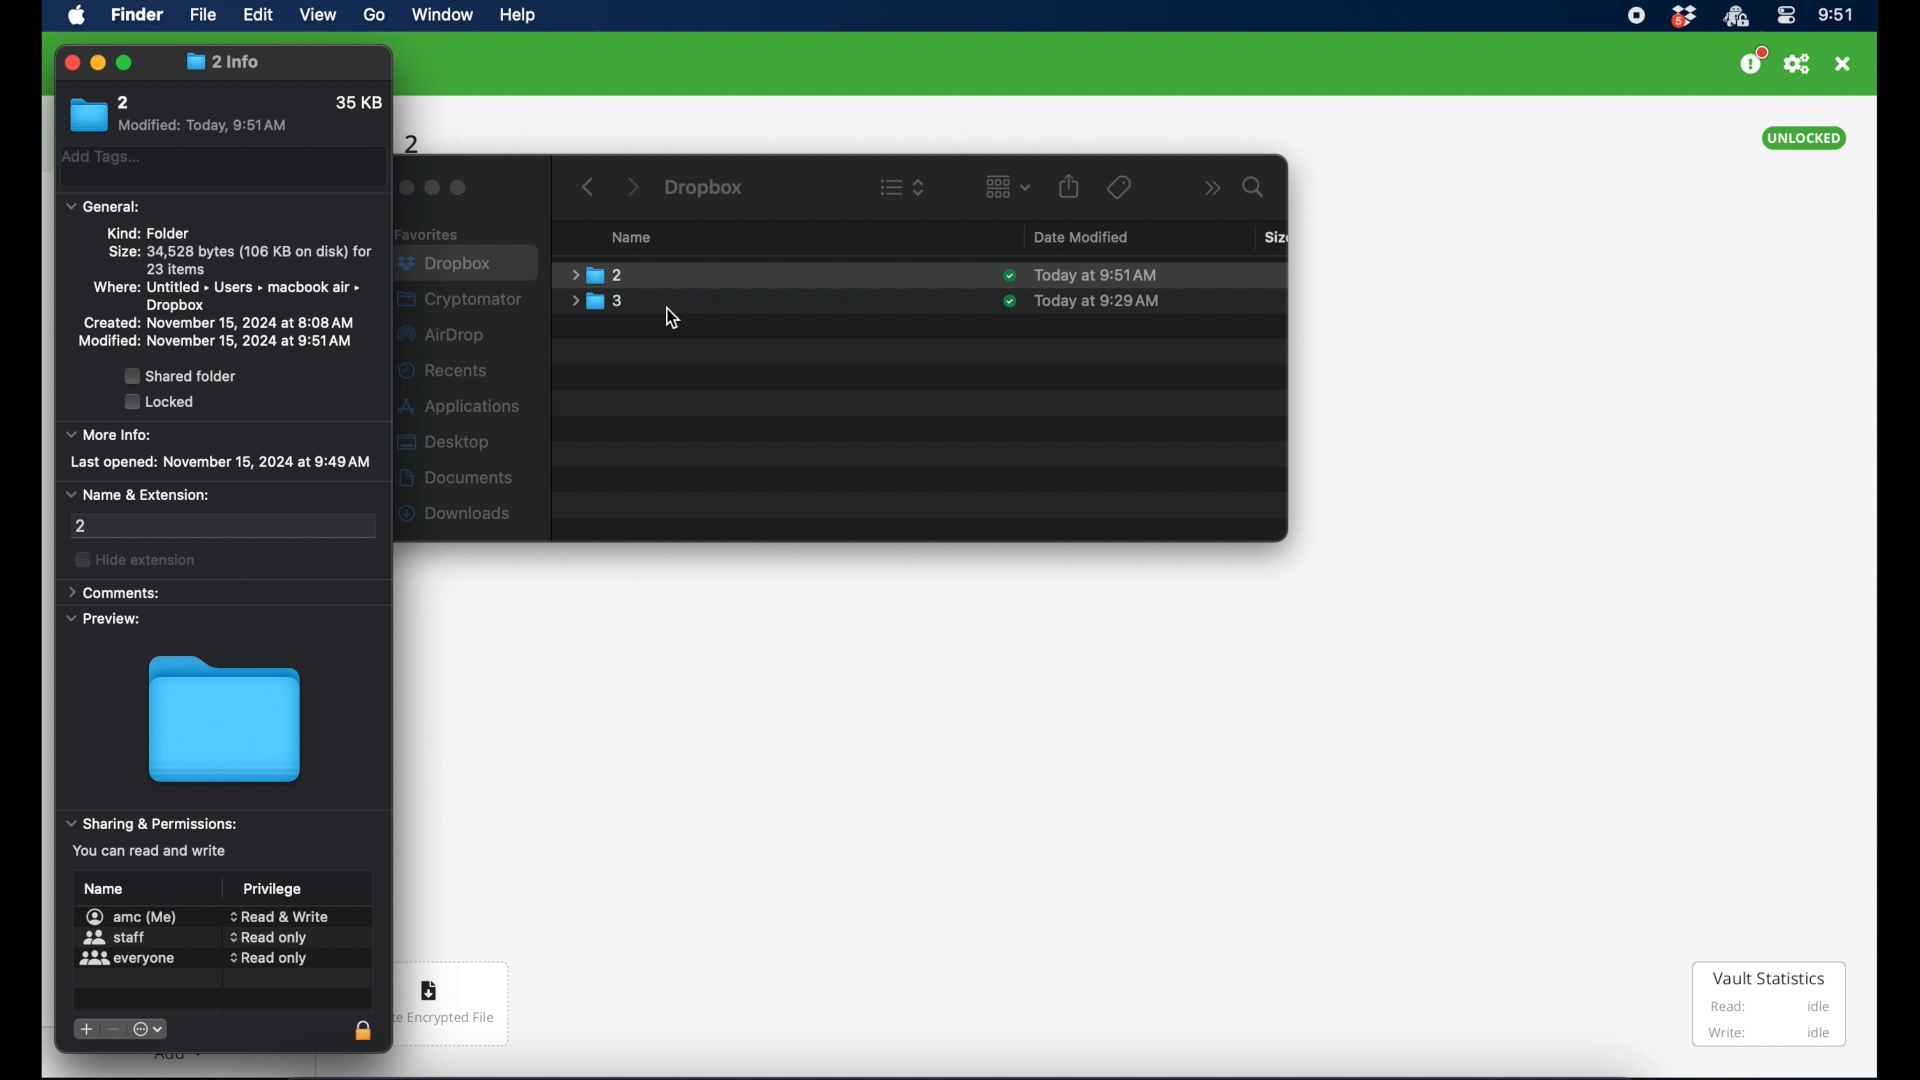 Finder File Edit View Go Window Help 5 9:51
2 Info
2 35 KB
Modified: Today, 9:51 AM
Add Tags...
General:
Kind: Folder
Size: 34,528 bytes (106 KB on disk) for
23 items
Where: Untitled ▸ Users ▸ macbook air ▸
Dropbox
Created: November 15, 2024 at 8:08 AM
Modified: November 15, 2024 at 9:51 AM
Shared folder
Locked
More Info:
Last opened: November 15, 2024 at 9:49 AM
Name & Extension:
2
Hide extension
Comments:
Preview:
Sharing & Permissions:
You can read and write
Name Privilege
amc (Me) Read & Write
staff Read only
everyone Read only
Add
2
UNLOCKED
Dropbox
Favorites
Dropbox
Cryptomator
AirDrop
Recents
Applications
Desktop
Documents
Downloads
Name Date Modified Siz
2 Today at 9:51 AM
3 Today at 9:29 AM
te Encrypted File
Vault Statistics
Read: idle
Write: idle